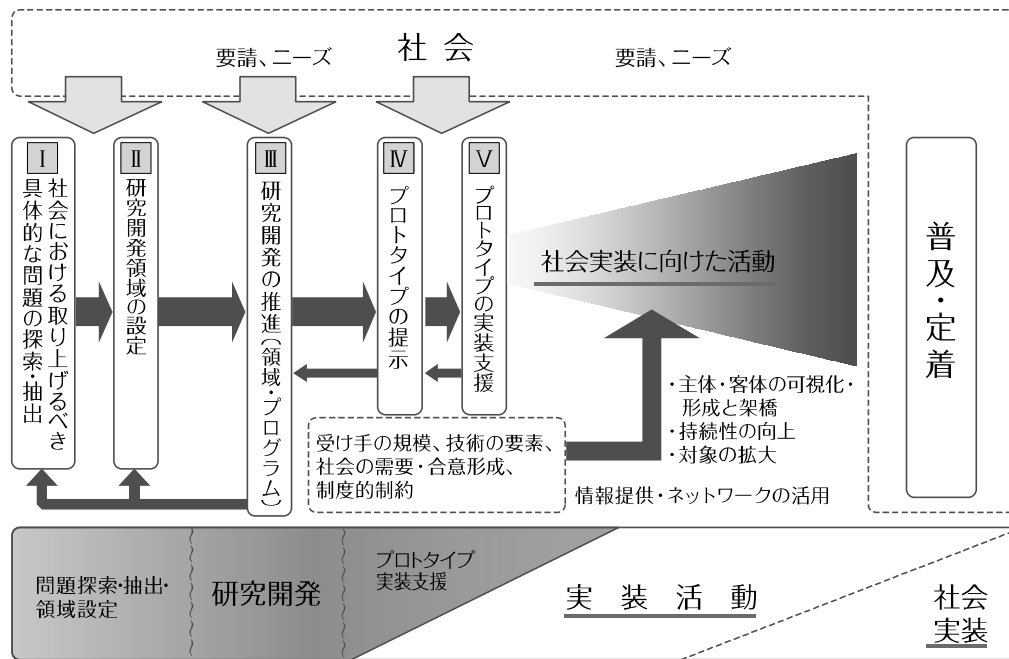 社会
要請、ニーズ
要請、ニーズ
Ⅰ
社会における取り上げるべき
具体的な問題の探索・抽出
Ⅱ
研究開発領域の設定
Ⅲ
研究開発の推進(領域・プログラム)
Ⅳ
プロトタイプの提示
Ⅴ
プロトタイプの実装支援
社会実装に向けた活動
普及・定着
・主体・客体の可視化・
形成と架橋
・持続性の向上
・対象の拡大
受け手の規模、技術の要素、
社会の需要・合意形成、
制度的制約
情報提供・ネットワークの活用
問題探索・抽出・
領域設定
研究開発
プロトタイプ
実装支援
実装活動
社会
実装